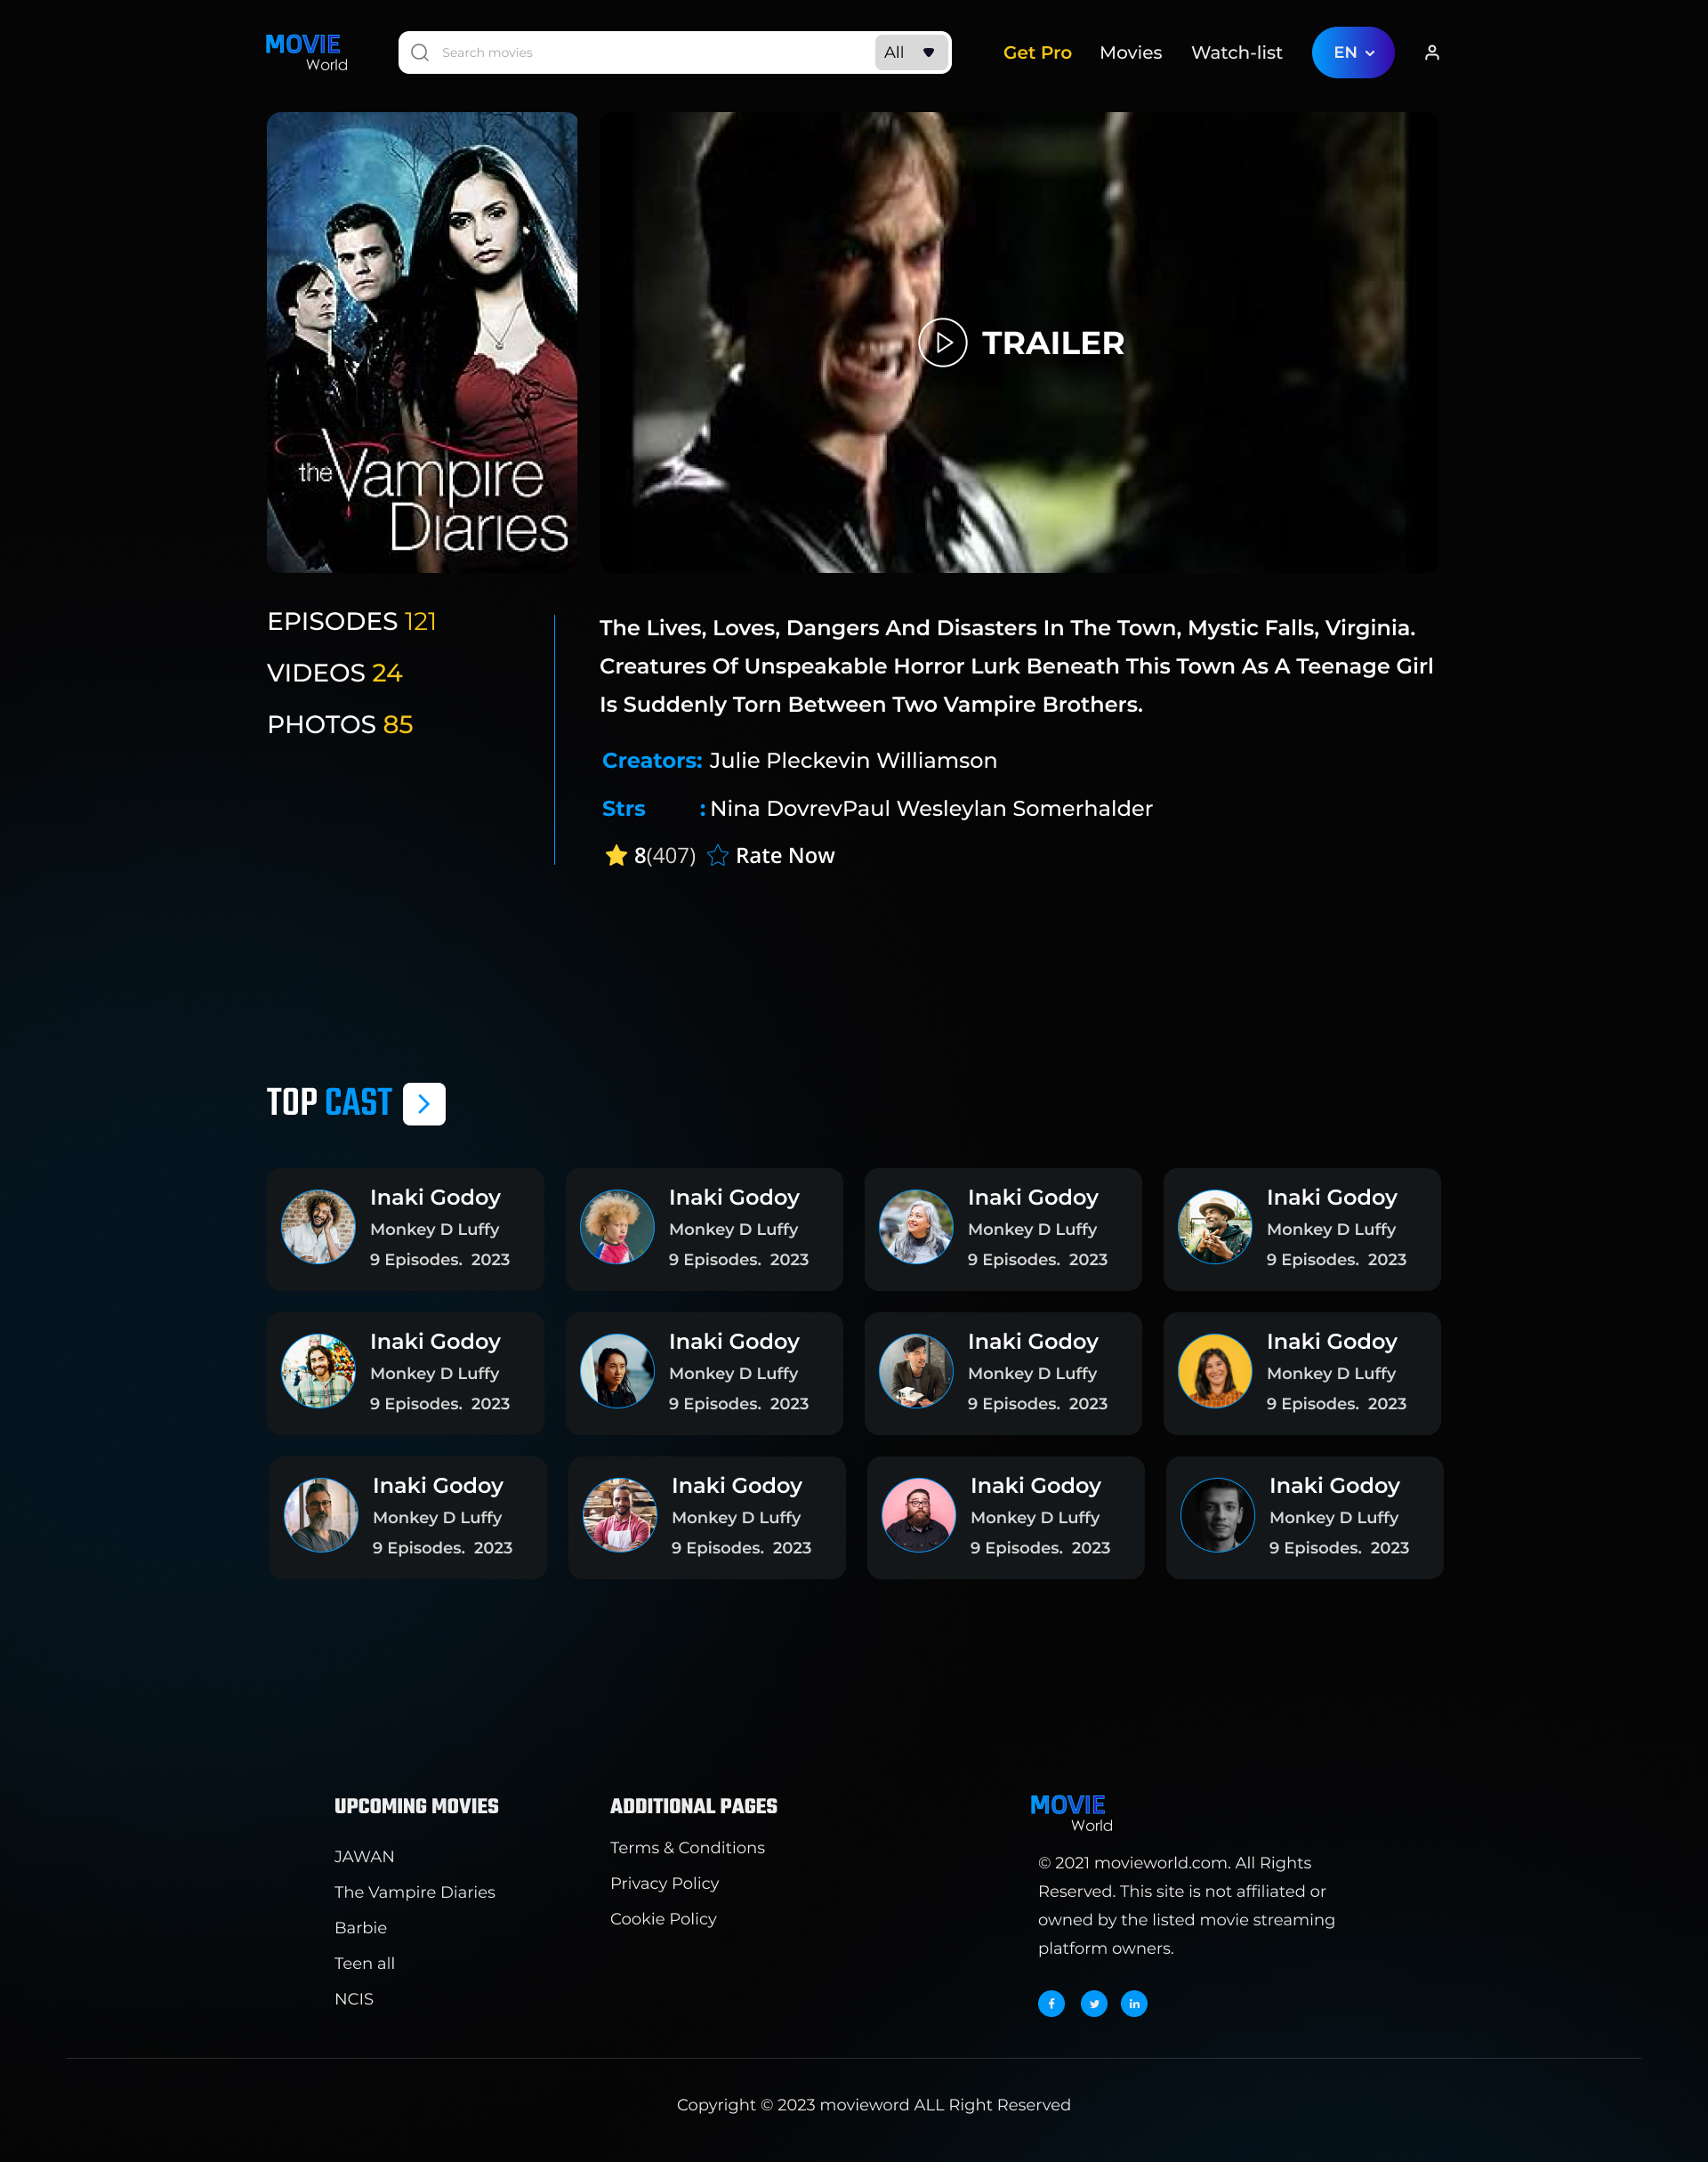 MOVIE
World
Search movies
All
Get Pro
Movies
Watch-list
EN
the Vampire
Diaries
TRAILER
EPISODES 121
VIDEOS 24
PHOTOS 85
The Lives, Loves, Dangers And Disasters In The Town, Mystic Falls, Virginia.
Creatures Of Unspeakable Horror Lurk Beneath This Town As A Teenage Girl
Is Suddenly Torn Between Two Vampire Brothers.
Creators: Julie Pleckevin Williamson
Strs : Nina DovrevPaul Wesleylan Somerhalder
8(407) Rate Now
TOP CAST
Inaki Godoy
Monkey D Luffy
9 Episodes. 2023
Inaki Godoy
Monkey D Luffy
9 Episodes. 2023
Inaki Godoy
Monkey D Luffy
9 Episodes. 2023
Inaki Godoy
Monkey D Luffy
9 Episodes. 2023
Inaki Godoy
Monkey D Luffy
9 Episodes. 2023
Inaki Godoy
Monkey D Luffy
9 Episodes. 2023
Inaki Godoy
Monkey D Luffy
9 Episodes. 2023
Inaki Godoy
Monkey D Luffy
9 Episodes. 2023
Inaki Godoy
Monkey D Luffy
9 Episodes. 2023
Inaki Godoy
Monkey D Luffy
9 Episodes. 2023
Inaki Godoy
Monkey D Luffy
9 Episodes. 2023
Inaki Godoy
Monkey D Luffy
9 Episodes. 2023
UPCOMING MOVIES
JAWAN
The Vampire Diaries
Barbie
Teen all
NCIS
ADDITIONAL PAGES
Terms & Conditions
Privacy Policy
Cookie Policy
MOVIE
World
© 2021 movieworld.com. All Rights
Reserved. This site is not affiliated or
owned by the listed movie streaming
platform owners.
Copyright © 2023 movieword ALL Right Reserved